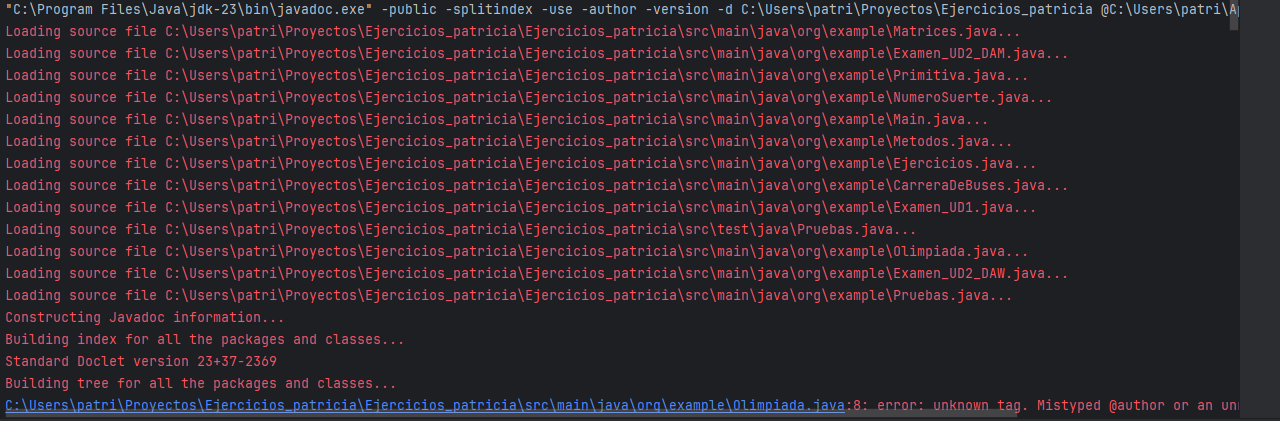 "C:\Program Files\Java\jdk-23\bin\javadoc.exe" -public -splitindex -use -author -version -d C:\Users\patri\Proyectos\Ejercicios_patricia @C:\Users\patri\
Loading source file C:\Users\patri\Proyectos\Ejercicios_patricia\Ejercicios_patricia\src\main\java\org\example\Matrices.java...
Loading source file C:\Users\patri\Proyectos\Ejercicios_patricia\Ejercicios_patricia\src\main\java\org\example\Examen_UD2_DAM.java...
Loading source file C:\Users\patri\Proyectos\Ejercicios_patricia\Ejercicios_patricia\src\main\java\org\example\Primitiva.java...
Loading source file C:\Users\patri\Proyectos\Ejercicios_patricia\Ejercicios_patricia\src\main\java\org\example\NumeroSuerte.java...
Loading source file C:\Users\patri\Proyectos\Ejercicios_patricia\Ejercicios_patricia\src\main\java\org\example\Main.java...
Loading source file C:\Users\patri\Proyectos\Ejercicios_patricia\Ejercicios_patricia\src\main\java\org\example\Metodos.java...
Loading source file C:\Users\patri\Proyectos\Ejercicios_patricia\Ejercicios_patricia\src\main\java\org\example\Ejercicios.java...
Loading source file C:\Users\patri\Proyectos\Ejercicios_patricia\Ejercicios_patricia\src\main\java\org\example\CarreraDeBuses.java...
Loading source file C:\Users\patri\Proyectos\Ejercicios_patricia\Ejercicios_patricia\src\main\java\org\example\Examen_UD1.java...
Loading source file C:\Users\patri\Proyectos\Ejercicios_patricia\Ejercicios_patricia\src\test\java\Pruebas.java...
Loading source file C:\Users\patri\Proyectos\Ejercicios_patricia\Ejercicios_patricia\src\main\java\org\example\Olimpiada.java...
Loading source file C:\Users\patri\Proyectos\Ejercicios_patricia\Ejercicios_patricia\src\main\java\org\example\Examen_UD2_DAW.java...
Loading source file C:\Users\patri\Proyectos\Ejercicios_patricia\Ejercicios_patricia\src\main\java\org\example\Pruebas.java...
Constructing Javadoc information...
Building index for all the packages and classes...
Standard Doclet version 23+37-2369
Building tree for all the packages and classes...
C:\Users\patri\Proyectos\Ejercicios_patricia\Ejercicios_patricia\src\main\java\org\example\Olimpiada.java:8: error: unknown tag. Mistyped @author or an